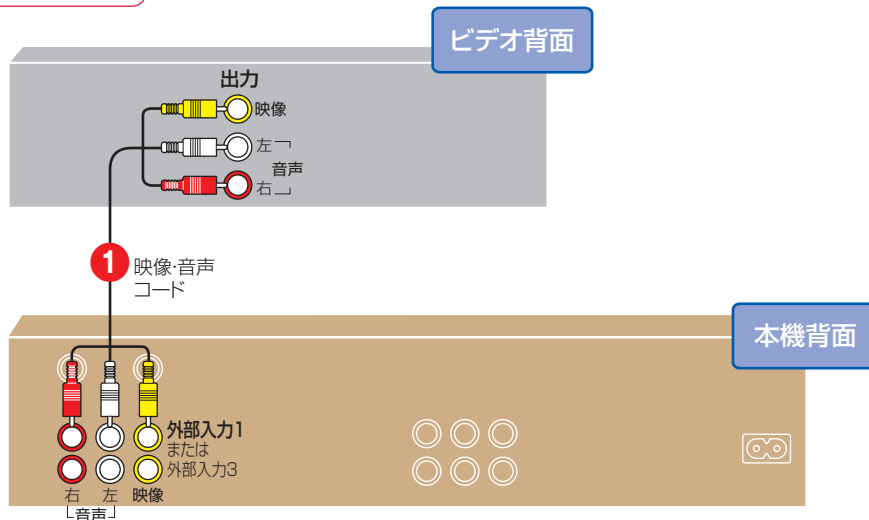 ビデオ背面
出力
映像
左
音声
右
1
映像・音声
コード
本機背面
外部入力1
または
外部入力3
右 左 映像
音声